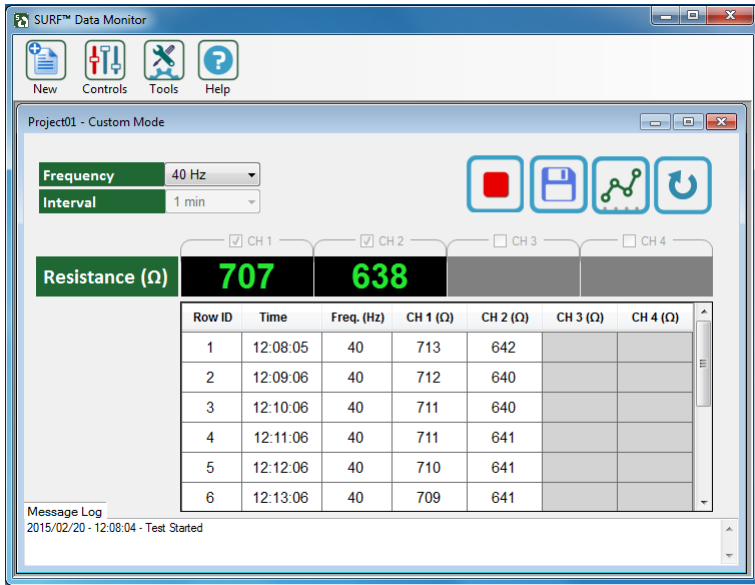 SURF™ Data Monitor
New Controls Tools Help
Project01 - Custom Mode
Frequency 40 Hz
Interval 1 min
CH 1 CH 2 CH 3 CH 4
Resistance (Ω) 707 638
Row ID Time Freq. (Hz) CH 1 (Ω) CH 2 (Ω) CH 3 (Ω) CH 4 (Ω)
1 12:08:05 40 713 642
2 12:09:06 40 712 640
3 12:10:06 40 711 640
4 12:11:06 40 711 641
5 12:12:06 40 710 641
6 12:13:06 40 709 641
Message Log
2015/02/20 - 12:08:04 - Test Started